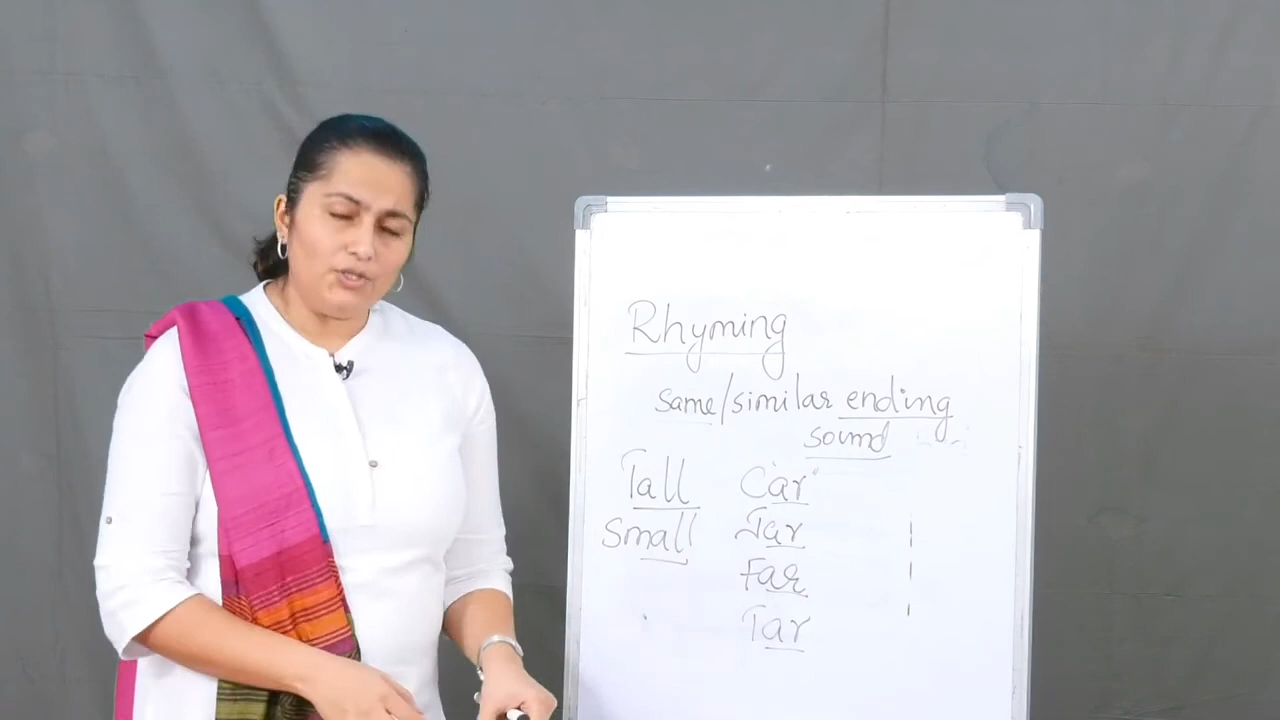 Rhyming
same/similar ending
sound
Tall Car
Small Jar
Far
Tar